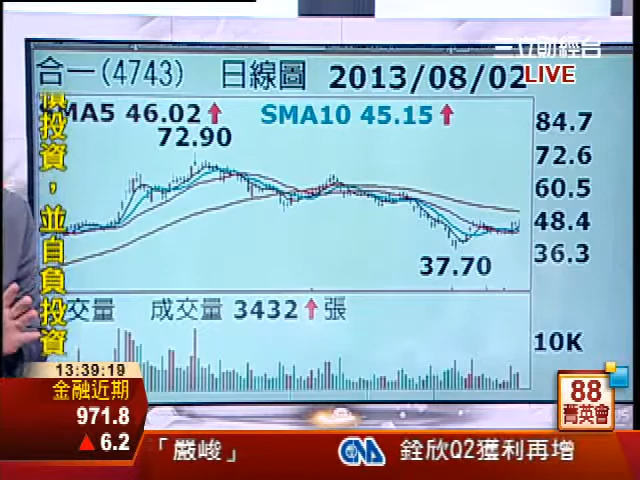 三立財經台
LIVE
合一(4743) 日線圖 2013/08/02
SMA5 46.02↑ SMA10 45.15↑
72.90
84.7
72.6
60.5
48.4
36.3
37.70
投資，並自負投資
交量 成交量 3432↑張
10K
13:39:19
金融近期
971.8
▲6.2
88
菁英會
「嚴峻」 CNA 銓欣Q2獲利再增